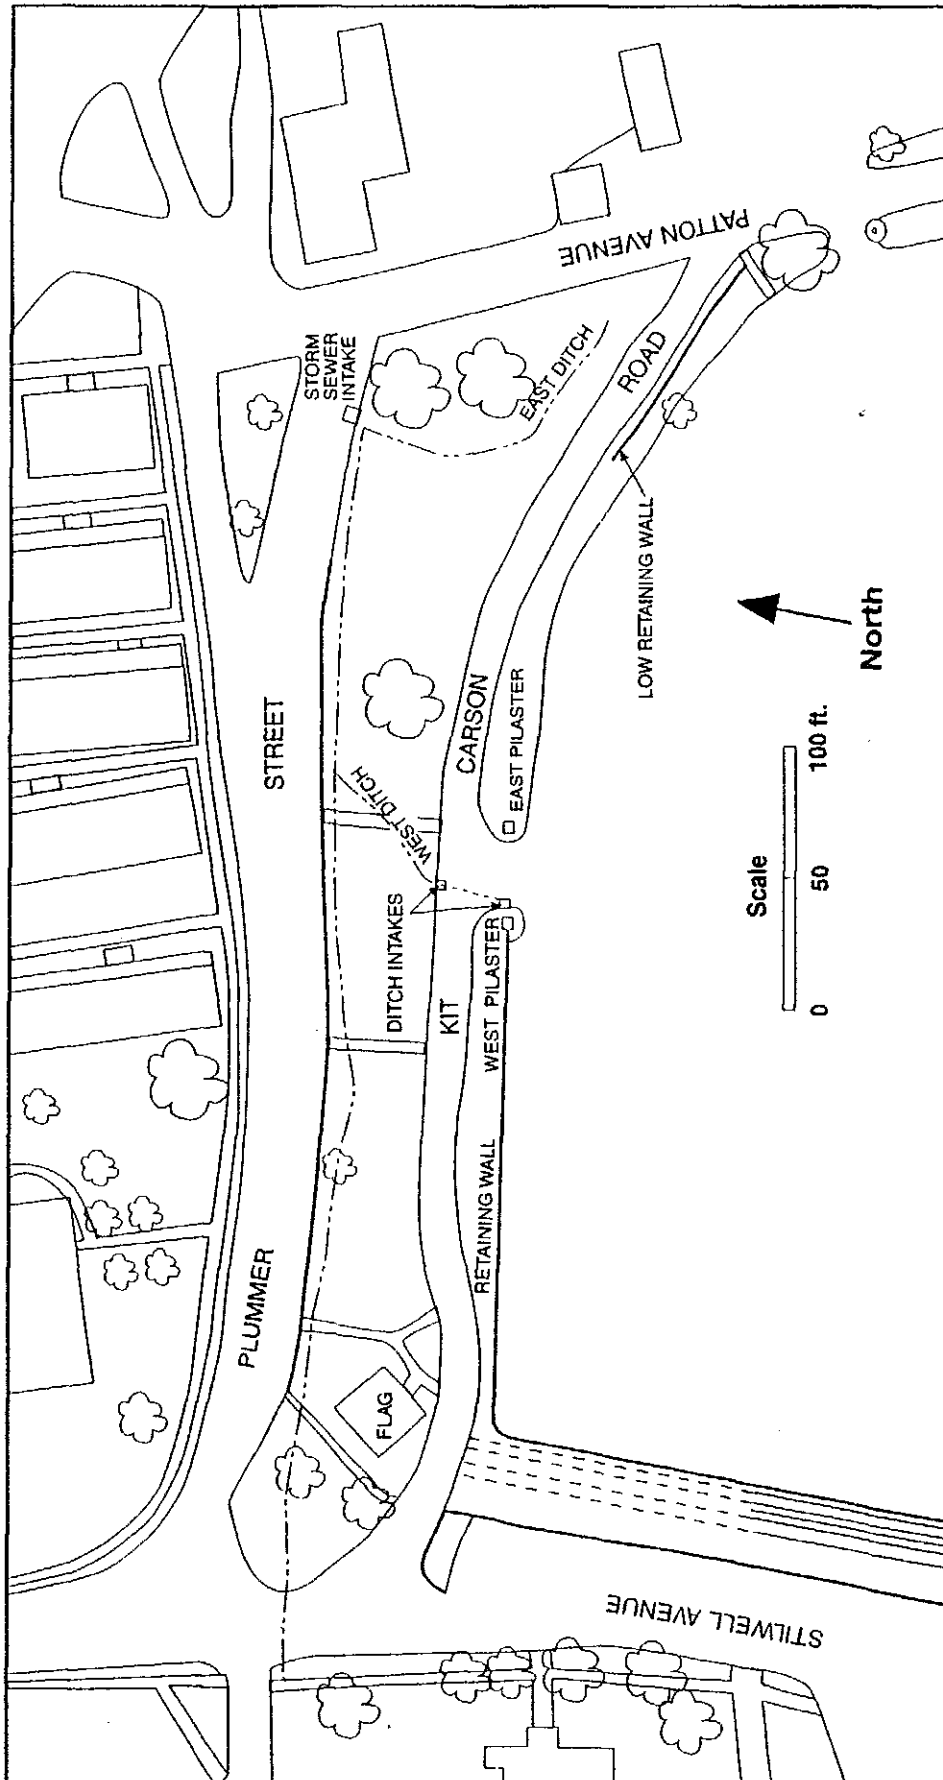 STORM
SEWER
INTAKE
PATTON AVENUE
EAST DITCH
ROAD
LOW RETAINING WALL
North
STREET
CARSON
EAST PILASTER
WEST DITCH
DITCH INTAKES
KIT
WEST PILASTER
Scale
0 50 100 ft.
RETAINING WALL
PLUMMER
FLAG
STILWELL AVENUE